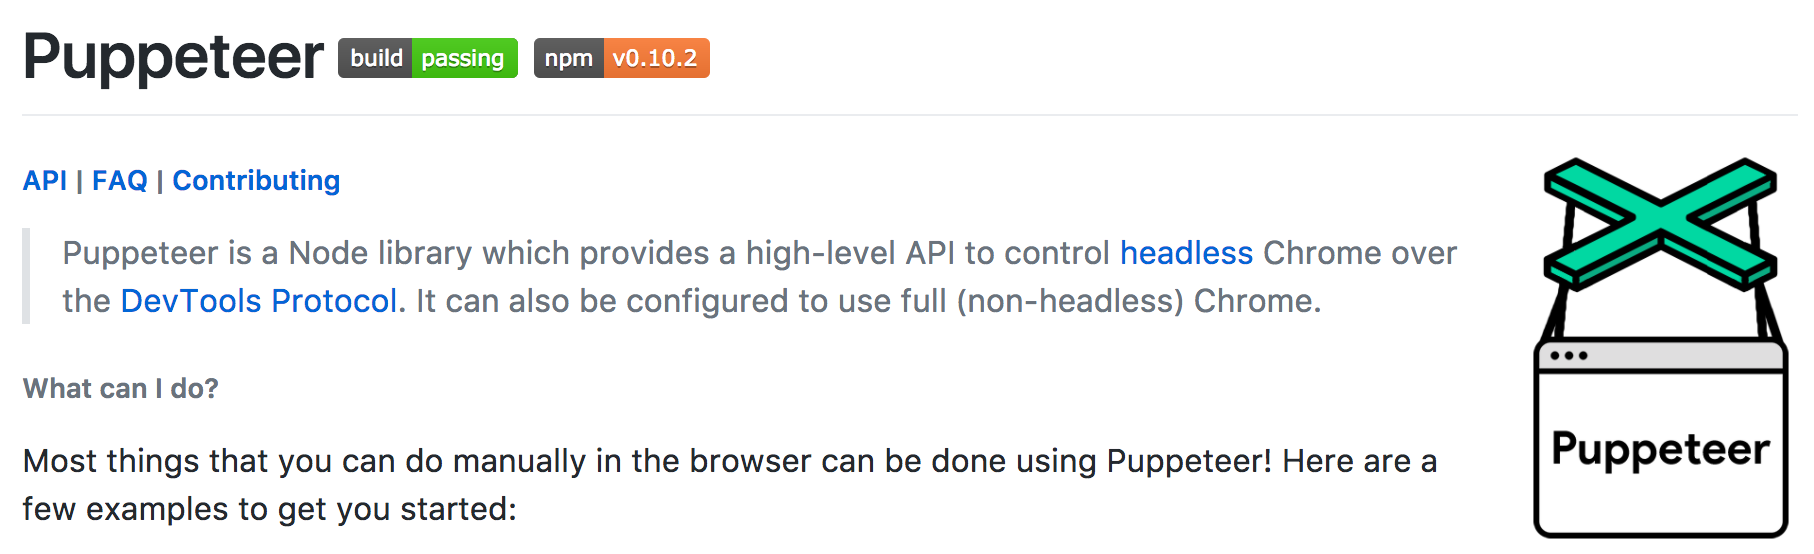 Puppeteer build passing npm v0.10.2
API | FAQ | Contributing
Puppeteer is a Node library which provides a high-level API to control headless Chrome over
the DevTools Protocol. It can also be configured to use full (non-headless) Chrome.
What can I do?
Most things that you can do manually in the browser can be done using Puppeteer! Here are a
few examples to get you started:
Puppeteer